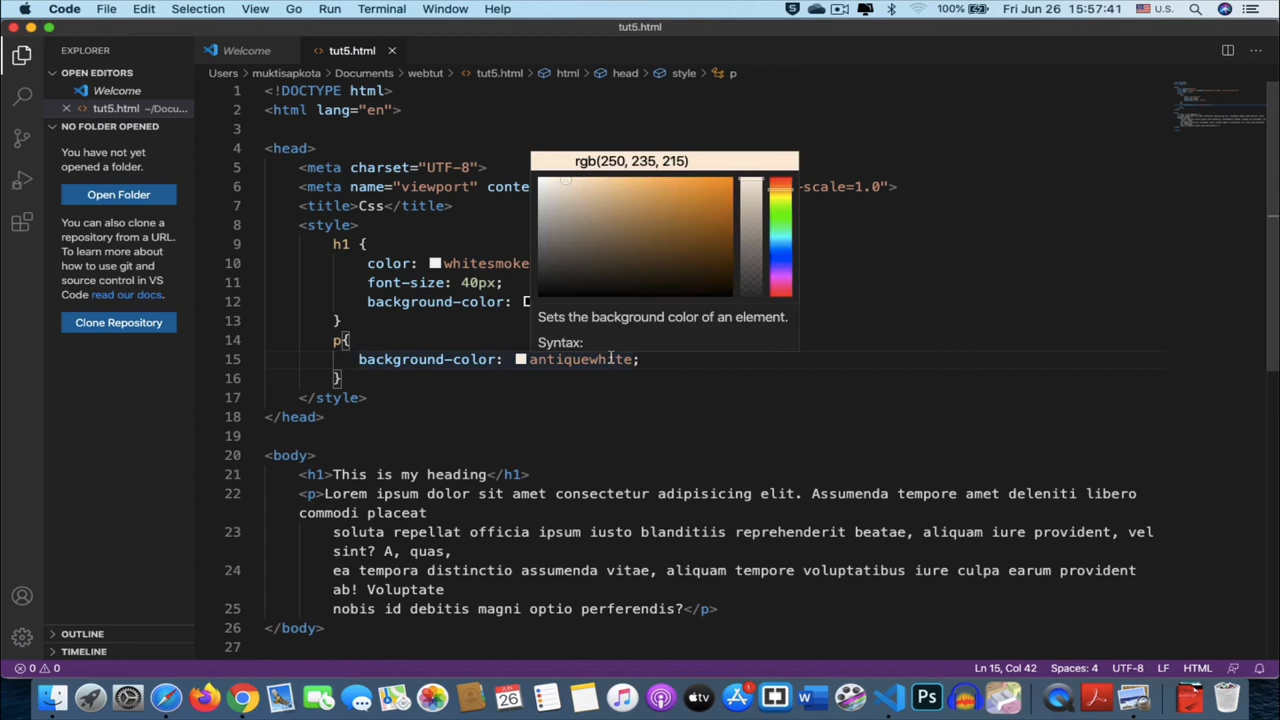 Code File Edit Selection View Go Run Terminal Window Help 100% Fri Jun 26 15:57:41 U.S.
tut5.html
EXPLORER
OPEN EDITORS
Welcome
tut5.html ~/Docu...
NO FOLDER OPENED
You have not yet
opened a folder.
Open Folder
You can also clone a
repository from a URL.
To learn more about
how to use git and
source control in VS
Code read our docs.
Clone Repository
OUTLINE
TIMELINE
Welcome tut5.html
Users muktisapkota Documents webtut tut5.html html head style p
1 <!DOCTYPE html>
2 <html lang="en">
3
4 <head>
5 <meta charset="UTF-8">
6 <meta name="viewport" conte -scale=1.0">
7 <title>Css</title>
8 <style>
9 h1 {
10 color: whitesmoke
11 font-size: 40px;
12 background-color:
13 }
14 p{
15 background-color: antiquewhite;
16 }
17 </style>
18 </head>
19
20 <body>
21 <h1>This is my heading</h1>
22 <p>Lorem ipsum dolor sit amet consectetur adipisicing elit. Assumenda tempore amet deleniti libero
commodi placeat
23 soluta repellat officia ipsum iusto blanditiis reprehenderit beatae, aliquam iure provident, vel
sint? A, quas,
24 ea tempora distinctio assumenda vitae, aliquam tempore voluptatibus iure culpa earum provident
ab! Voluptate
25 nobis id debitis magni optio perferendis?</p>
26 </body>
27
rgb(250, 235, 215)
Sets the background color of an element.
Syntax:
0 0 Ln 15, Col 42 Spaces: 4 UTF-8 LF HTML
JUN
26
tv
1
W
Ps